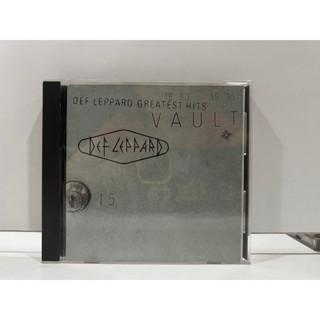 DEF LEPPARD GREATEST HITS
VAULT
DEF LEPPARD
15